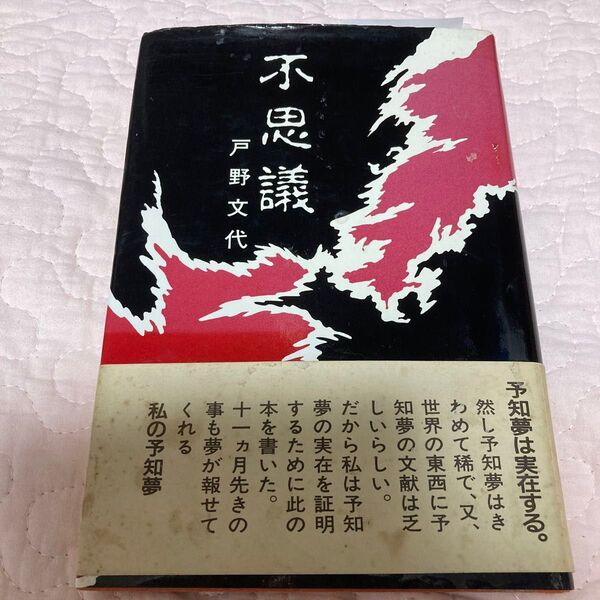 不思議
戸野文代
予知夢は実在する。
然し予知夢はき
わめて稀で、又、
世界の東西に予
知夢の文献は乏
しいらしい。
だから私は予知
夢の実在を証明
するために此の
本を書いた。
十一ヵ月先きの
事も夢が報せて
くれる
私の予知夢